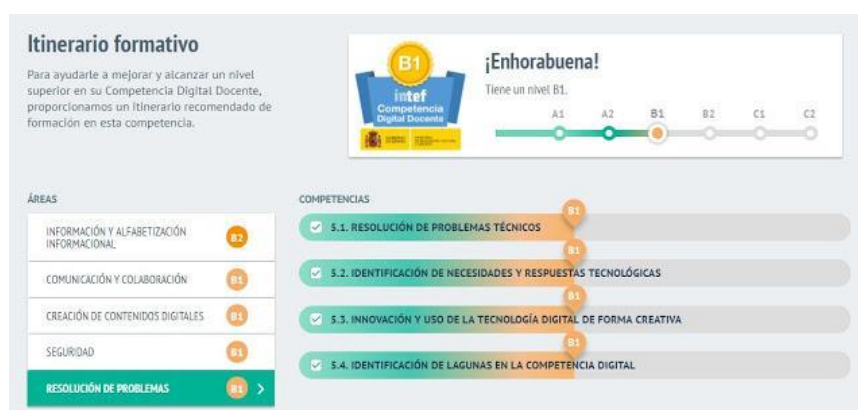 Itinerario formativo
Para ayudarle a mejorar y alcanzar un nivel
superior en su Competencia Digital Docente,
proporcionamos un itinerario recomendado de
formación en esta competencia.
B1
intef
Competencia
Digital Docente
¡Enhorabuena!
Tiene un nivel B1.
A1 A2 B1 B2 C1 C2
ÁREAS
INFORMACIÓN Y ALFABETIZACIÓN
INFORMACIONAL
B2
COMUNICACIÓN Y COLABORACIÓN B1
CREACIÓN DE CONTENIDOS DIGITALES B1
SEGURIDAD B1
RESOLUCIÓN DE PROBLEMAS B1
COMPETENCIAS
B1
5.1. RESOLUCIÓN DE PROBLEMAS TÉCNICOS
B1
5.2. IDENTIFICACIÓN DE NECESIDADES Y RESPUESTAS TECNOLÓGICAS
B1
5.3. INNOVACIÓN Y USO DE LA TECNOLOGÍA DIGITAL DE FORMA CREATIVA
B1
5.4. IDENTIFICACIÓN DE LAGUNAS EN LA COMPETENCIA DIGITAL